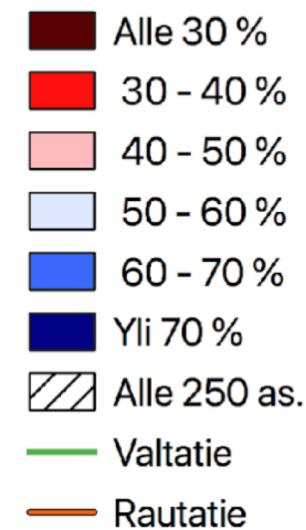 Alle 30 %
30 - 40 %
40 - 50 %
50 - 60 %
60 - 70 %
Yli 70 %
Alle 250 as.
Valtatie
Rautatie